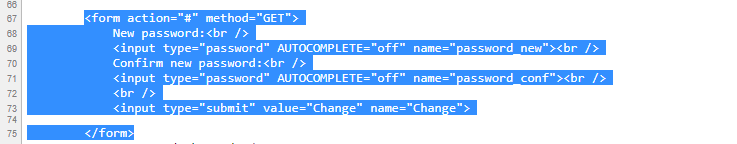 66
67 <form action="#" method="GET">
68 New password:<br />
69 <input type="password" AUTOCOMPLETE="off" name="password_new"><br />
70 Confirm new password:<br />
71 <input type="password" AUTOCOMPLETE="off" name="password_conf"><br />
72 <br />
73 <input type="submit" value="Change" name="Change">
74
75 </form>